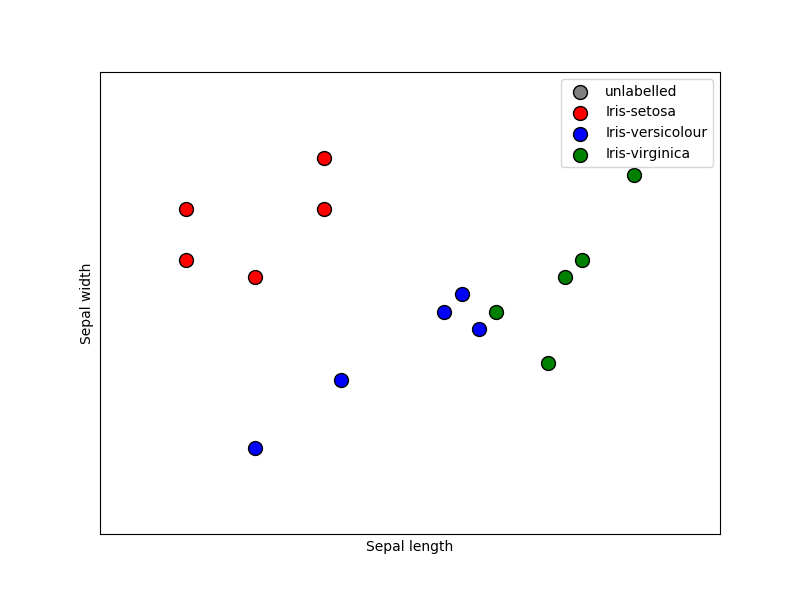 unlabelled
Iris-setosa
Iris-versicolour
Iris-virginica
Sepal width
Sepal length